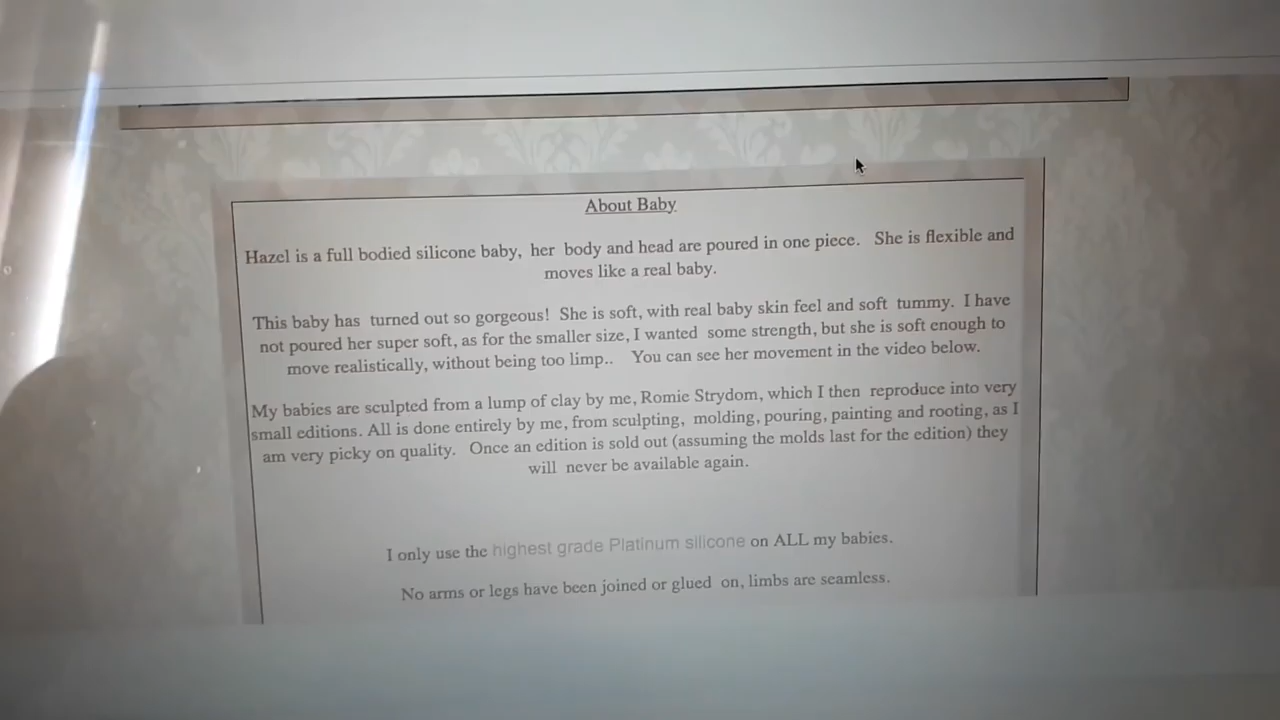 About Baby
Hazel is a full bodied silicone baby, her body and head are poured in one piece. She is flexible and
moves like a real baby.
This baby has turned out so gorgeous! She is soft, with real baby skin feel and soft tummy. I have
not poured her super soft, as for the smaller size, I wanted some strength, but she is soft enough to
move realistically, without being too limp.. You can see her movement in the video below.
My babies are sculpted from a lump of clay by me, Romie Strydom, which I then reproduce into very
small editions. All is done entirely by me, from sculpting, molding, pouring, painting and rooting, as I
am very picky on quality. Once an edition is sold out (assuming the molds last for the edition) they
will never be available again.
I only use the highest grade Platinum silicone on ALL my babies.
No arms or legs have been joined or glued on, limbs are seamless.